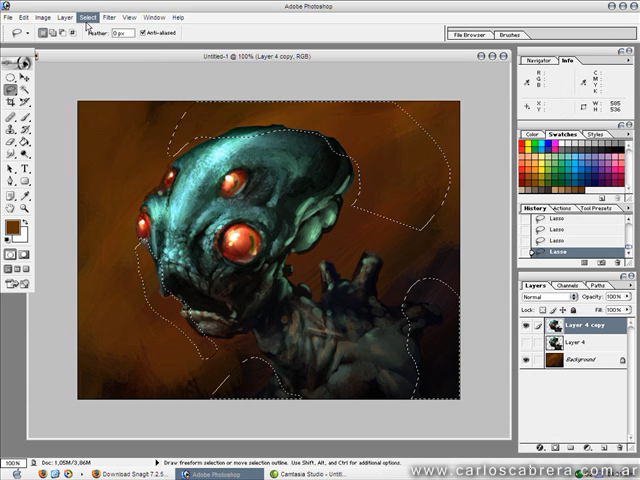 Adobe Photoshop
File Edit Image Layer Select Filter View Window Help
Feather: 0 px Anti-aliased
File Browser Brushes
Untitled-1 @ 100% (Layer 4 copy, RGB)
Navigator Info
R: C:
G: M:
B: Y:
K:
X: W: 505
Y: H: 536
Color Swatches Styles
History Actions Tool Presets
Lasso
Lasso
Lasso
Lasso
Layers Channels Paths
Normal Opacity: 100%
Lock: Fill: 100%
Layer 4 copy
Layer 4
Background
100% Doc: 1,05M/3,86M Draw freeform selection or move selection outline. Use Shift, Alt, and Ctrl for additional options.
Download SnagIt 7.2.5... Adobe Photoshop Camtasia Studio - Untitl...
www.carloscabrera.com.ar